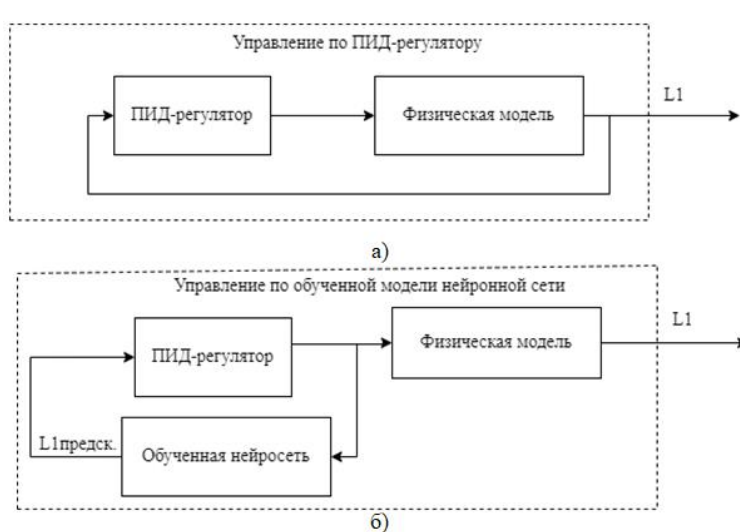 Управление по ПИД-регулятору
ПИД-регулятор
Физическая модель
L1
а)
Управление по обученной модели нейронной сети
ПИД-регулятор
Физическая модель
L1
L1предск.
Обученная нейросеть
б)